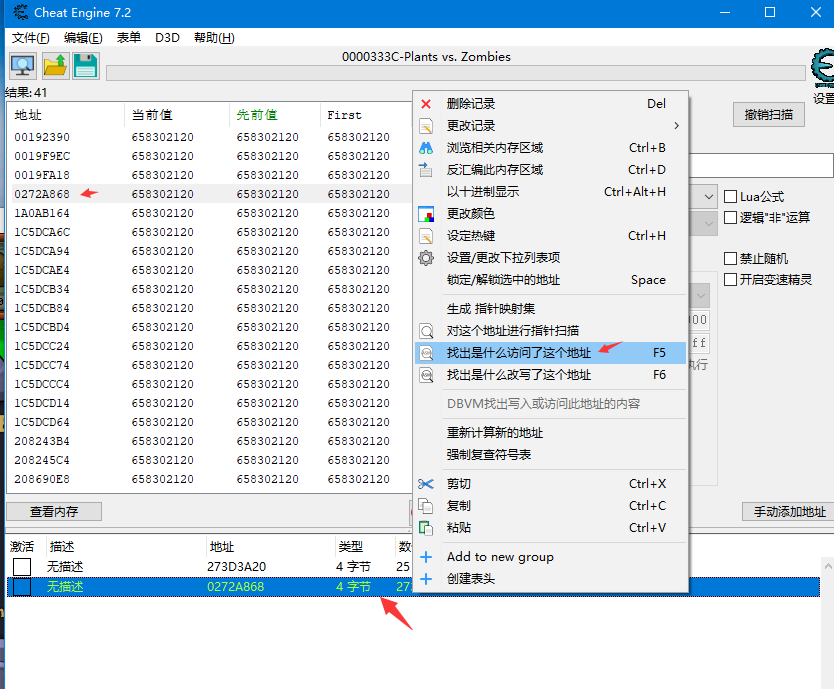 Cheat Engine 7.2
文件(F) 编辑(E) 表单 D3D 帮助(H)
0000333C-Plants vs. Zombies
结果: 41
设置
地址 当前值 先前值 First
00192390 658302120 658302120 658302120
0019F9EC 658302120 658302120 658302120
0019FA18 658302120 658302120 658302120
0272A868 658302120 658302120 658302120
1A0AB164 658302120 658302120 658302120
1C5DCA6C 658302120 658302120 658302120
1C5DCA94 658302120 658302120 658302120
1C5DCAE4 658302120 658302120 658302120
1C5DCB34 658302120 658302120 658302120
1C5DCB84 658302120 658302120 658302120
1C5DCBD4 658302120 658302120 658302120
1C5DCC24 658302120 658302120 658302120
1C5DCC74 658302120 658302120 658302120
1C5DCCC4 658302120 658302120 658302120
1C5DCD14 658302120 658302120 658302120
1C5DCD64 658302120 658302120 658302120
208243B4 658302120 658302120 658302120
208245C4 658302120 658302120 658302120
208690E8 658302120 658302120 658302120
删除记录 Del
更改记录
浏览相关内存区域 Ctrl+B
反汇编此内存区域 Ctrl+D
以十进制显示 Ctrl+Alt+H
更改颜色
设定热键 Ctrl+H
设置/更改下拉列表项
锁定/解锁选中的地址 Space
生成 指针映射集
对这个地址进行指针扫描
找出是什么访问了这个地址 F5
找出是什么改写了这个地址 F6
DBVM找出写入或访问此地址的内容
重新计算新的地址
强制复查符号表
剪切 Ctrl+X
复制 Ctrl+C
粘贴 Ctrl+V
Add to new group
创建表头
撤销扫描
Lua公式
逻辑"非"运算
禁止随机
开启变速精灵
00
ff
执行
查看内存
手动添加地址
激活 描述 地址 类型 数
无描述 273D3A20 4 字节 25
无描述 0272A868 4 字节 27